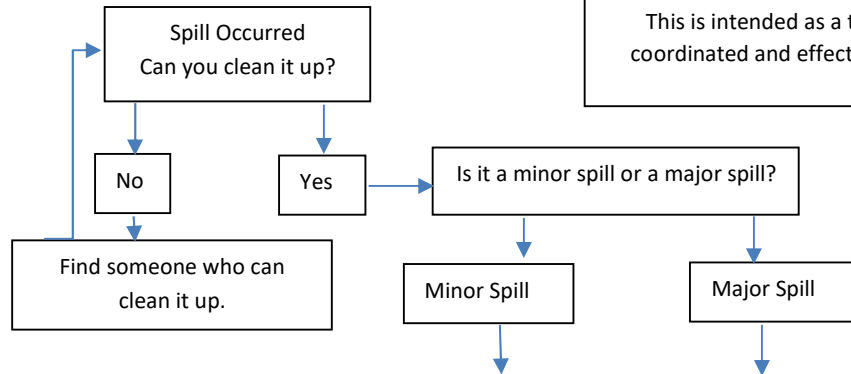 Spill Occurred
Can you clean it up?
This is intended as a
coordinated and
No
Yes
Is it a minor spill or a major spill?
Find someone who can
clean it up.
Minor Spill
Major Spill